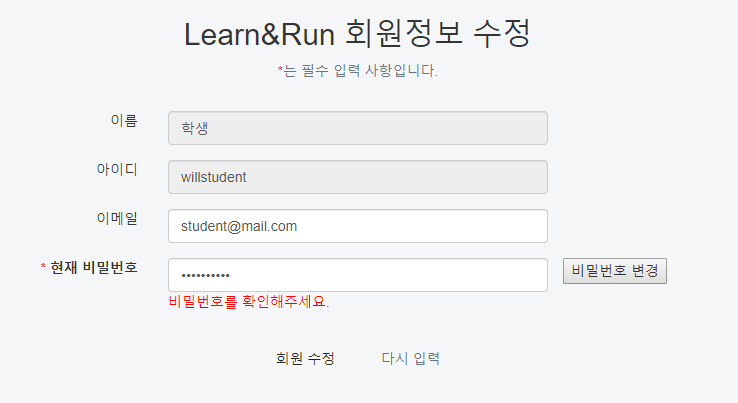 Learn&Run 회원정보 수정
*는 필수 입력 사항입니다.
이름 학생
아이디 willstudent
이메일 student@mail.com
* 현재 비밀번호 •••••••••• 비밀번호 변경
비밀번호를 확인해주세요.
회원 수정 다시 입력